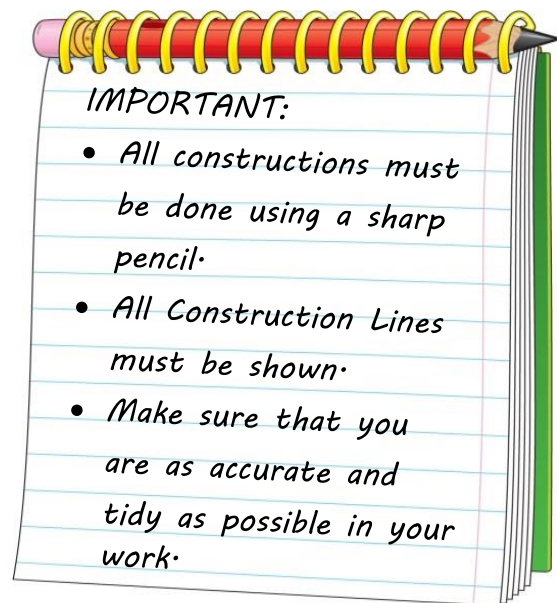 IMPORTANT:
• All constructions must
be done using a sharp
pencil.
• All Construction Lines
must be shown.
• Make sure that you
are as accurate and
tidy as possible in your
work.